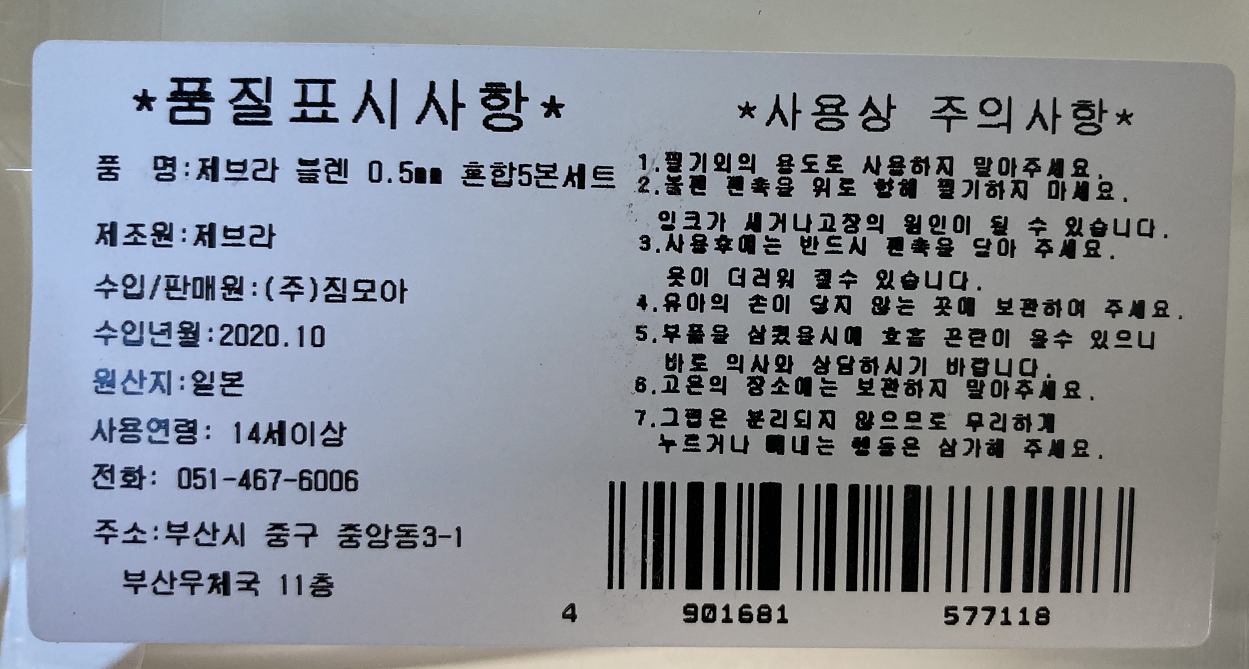 *품질표시사항*
품 명:제브라 블렌 0.5mm 혼합5본세트
제조원:제브라
수입/판매원:(주)짐모아
수입년월:2020.10
원산지:일본
사용연령: 14세이상
전화: 051-467-6006
주소:부산시 중구 중앙동3-1
부산우체국 11층
*사용상 주의사항*
1.필기외의 용도로 사용하지 말아주세요.
2.볼펜 펜촉을 위로 향해 필기하지 마세요.
잉크가 세거나고장의 원인이 될 수 있습니다.
3.사용후에는 반드시 펜촉을 닫아 주세요.
옷이 더러워 질수 있습니다.
4.유아의 손이 닿지 않는 곳에 보관하여 주세요.
5.부품을 삼켰을시에 호흡 곤란이 올수 있으니
바로 의사와 상담하시기 바랍니다.
6.고온의 장소에는 보관하지 말아주세요.
7.그립은 분리되지 않으므로 무리하게
누르거나 떼내는 행동은 삼가해 주세요.
4 901681 577118